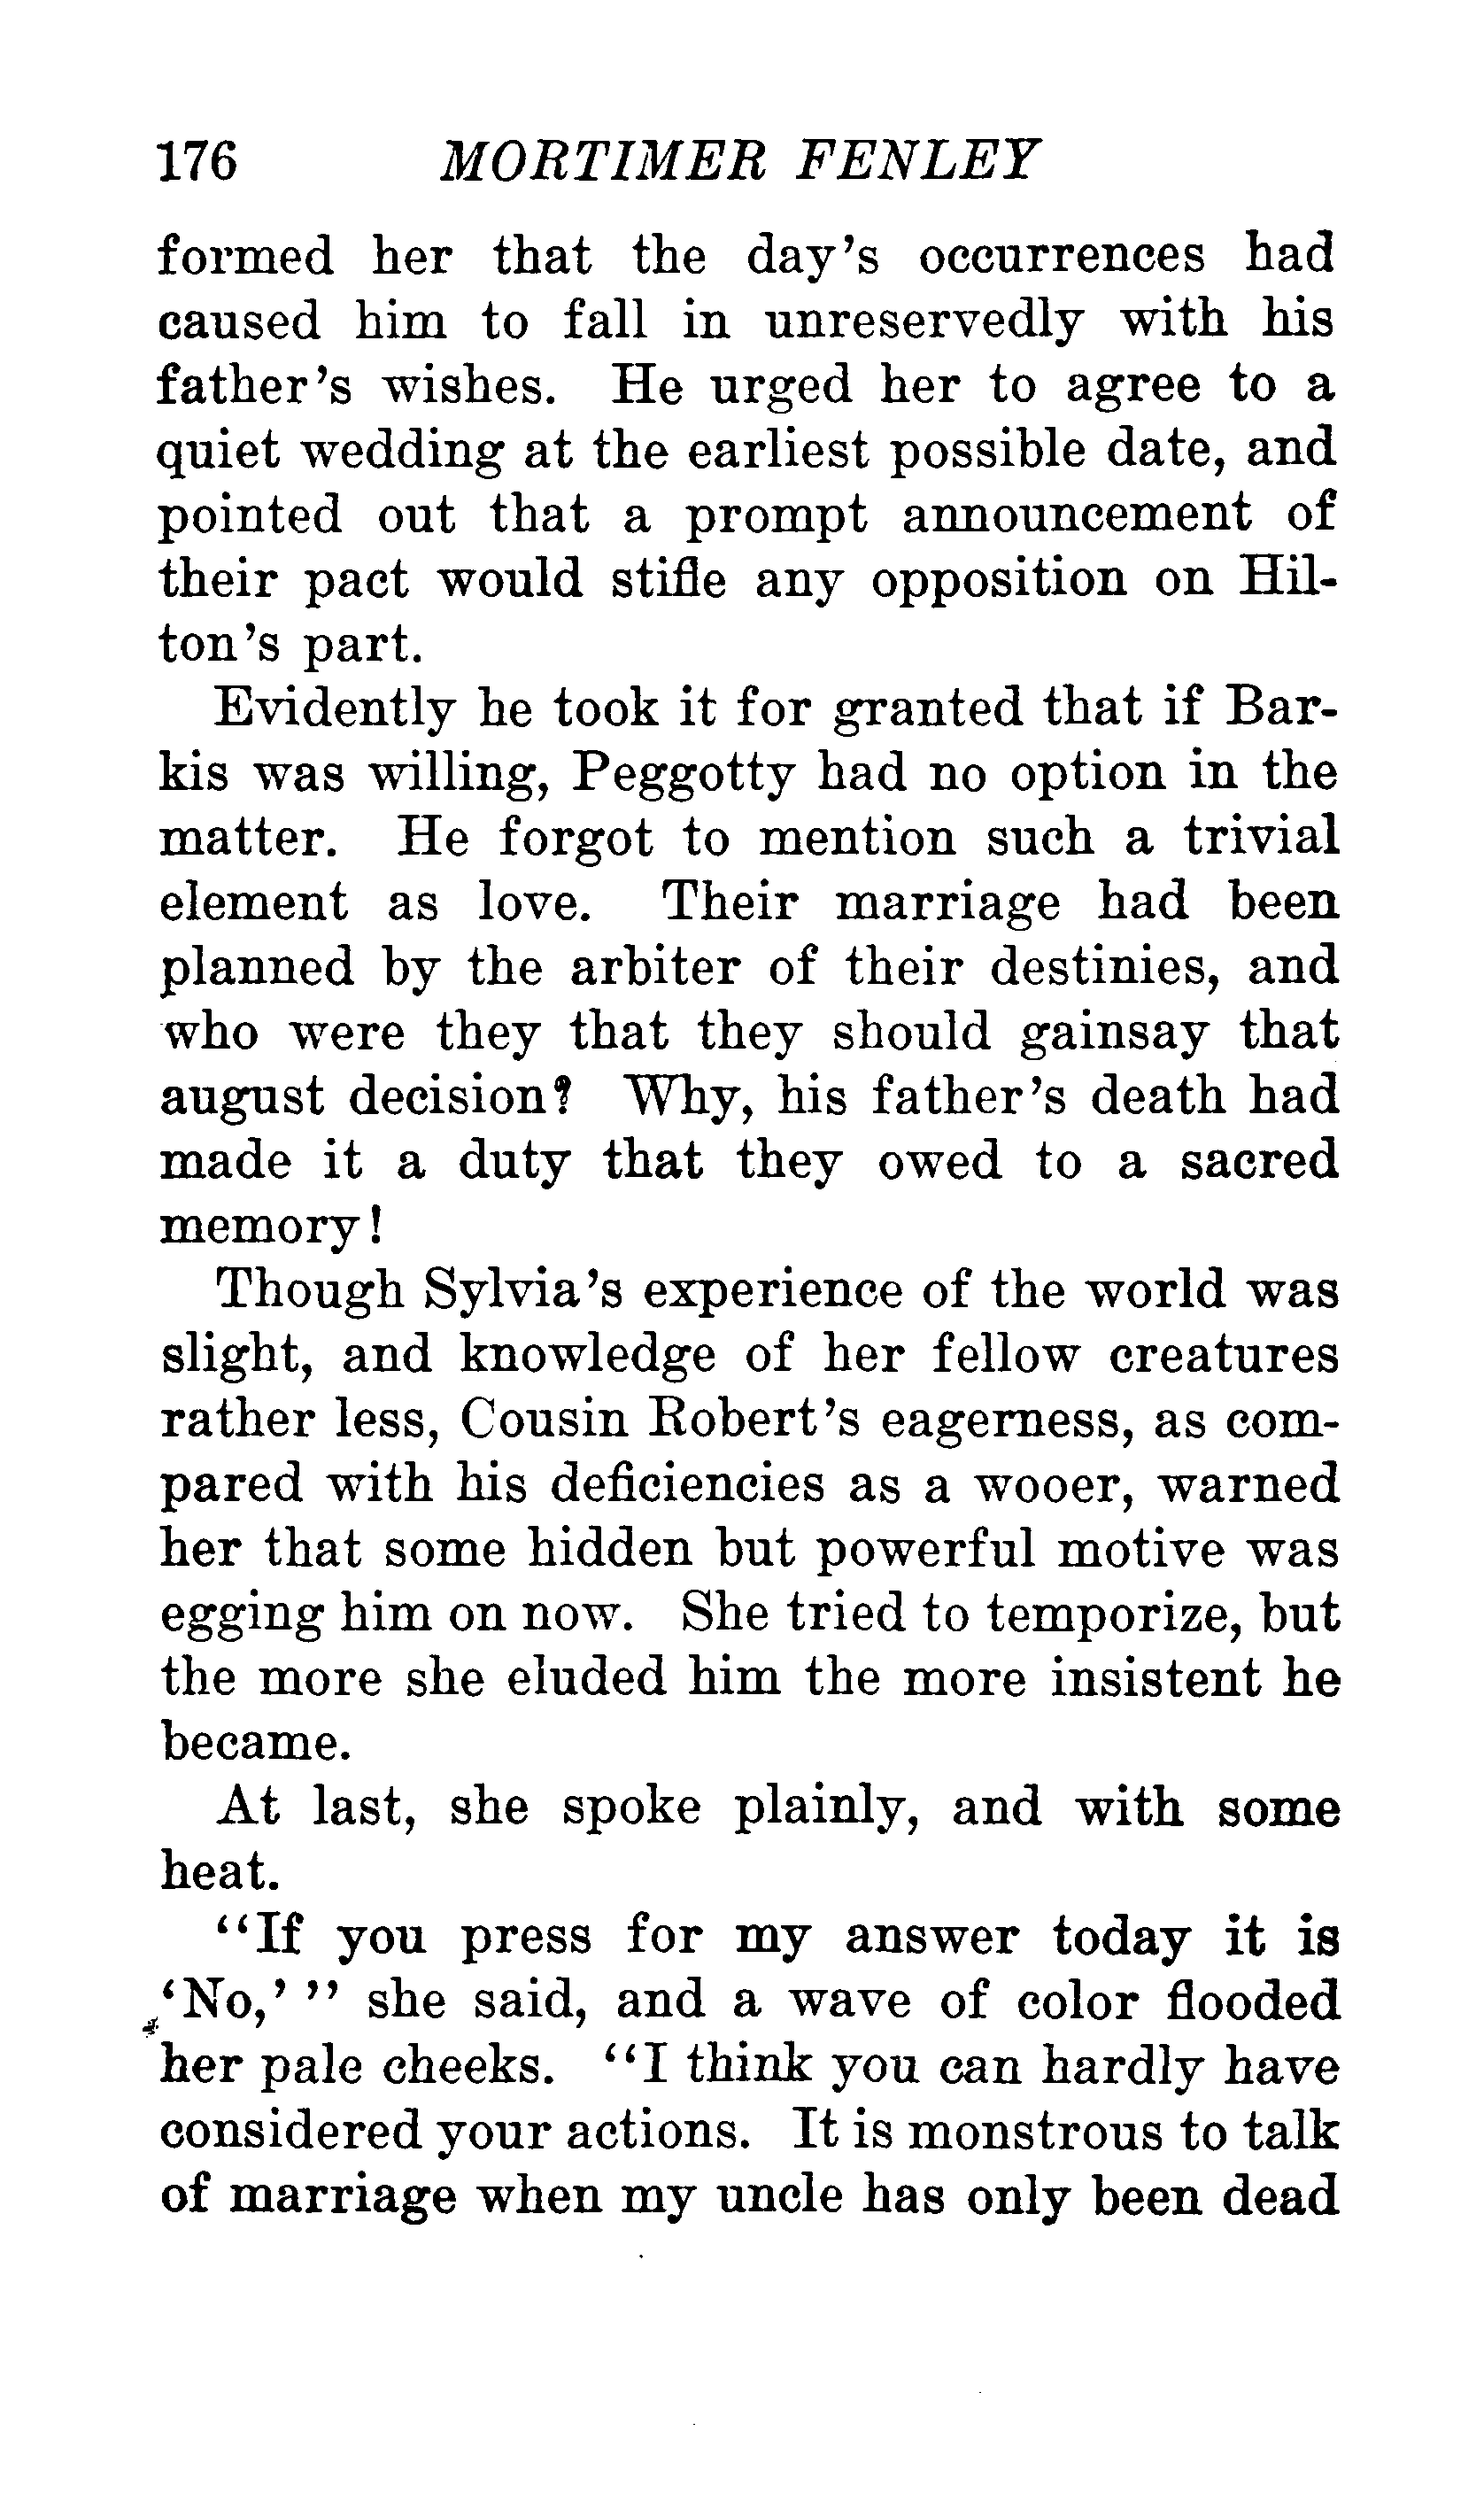 176 MORTIMER FENLEY
formed her that the day's occurrences had
caused him to fall in unreservedly with his
father's wishes. He urged her to agree to a
quiet wedding at the earliest possible date, and
pointed out that a prompt announcement of
their pact would stifle any opposition on Hil-
ton's part.
Evidently he took it for granted that if Bar-
kis was willing, Peggotty had no option in the
matter. He forgot to mention such a trivial
element as love. Their marriage had been
planned by the arbiter of their destinies, and
who were they that they should gainsay that
august decision? Why, his father's death had
made it a duty that they owed to a sacred
memory!
Though Sylvia's experience of the world was
slight, and knowledge of her fellow creatures
rather less, Cousin Robert's eagerness, as com-
pared with his deficiencies as a wooer, warned
her that some hidden but powerful motive was
egging him on now. She tried to temporize, but
the more she eluded him the more insistent he
became.
At last, she spoke plainly, and with some
heat.
"If you press for my answer today it is
'No,' " she said, and a wave of color flooded
her pale cheeks. "I think you can hardly have
considered your actions. It is monstrous to talk
of marriage when my uncle has only been dead